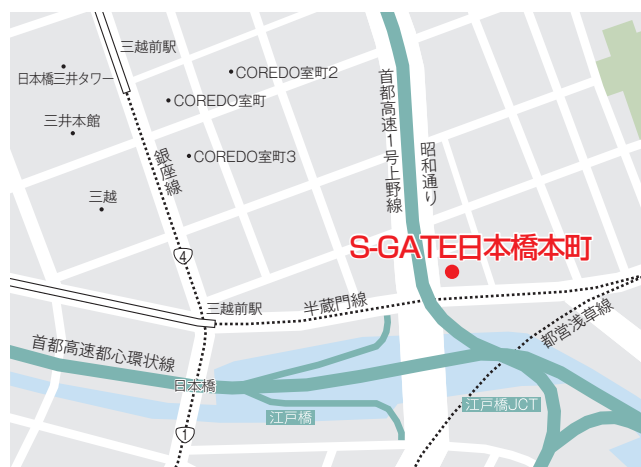 三越前駅
日本橋三井タワー
COREDO室町2
COREDO室町
三井本館
COREDO室町3
三越
銀座線
4
首都高速1号上野線
昭和通り
S-GATE日本橋本町
三越前駅
半蔵門線
都営浅草線
首都高速都心環状線
日本橋
江戸橋
江戸橋JCT
1